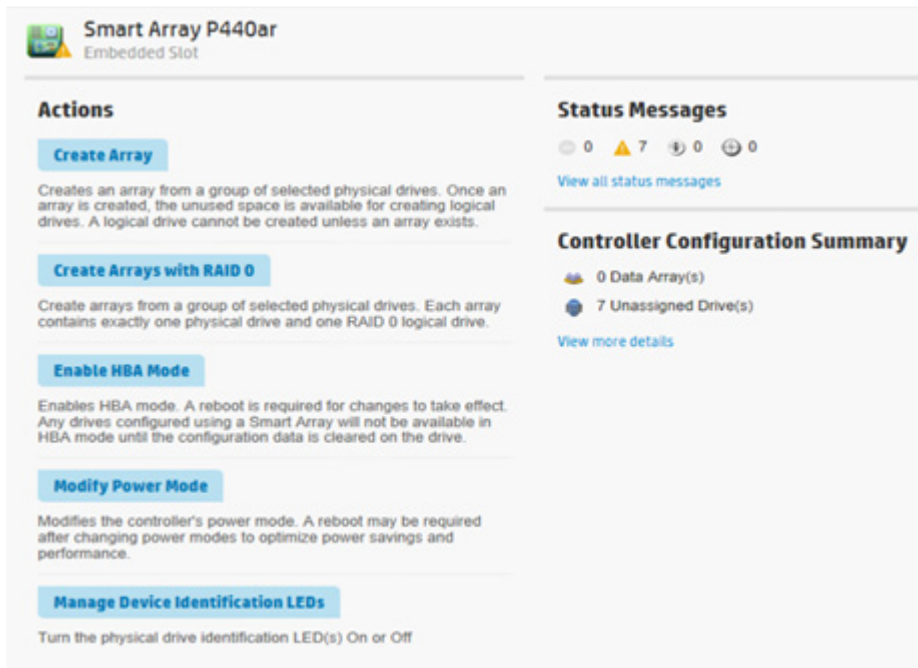 Smart Array P440ar
Embedded Slot
Actions
Create Array
Creates an array from a group of selected physical drives. Once an
array is created, the unused space is available for creating logical
drives. A logical drive cannot be created unless an array exists.
Create Arrays with RAID 0
Create arrays from a group of selected physical drives. Each array
contains exactly one physical drive and one RAID 0 logical drive.
Enable HBA Mode
Enables HBA mode. A reboot is required for changes to take effect.
Any drives configured using a Smart Array will not be available in
HBA mode until the configuration data is cleared on the drive.
Modify Power Mode
Modifies the controller's power mode. A reboot may be required
after changing power modes to optimize power savings and
performance.
Manage Device Identification LEDs
Turn the physical drive identification LED(s) On or Off
Status Messages
0 7 0 0
View all status messages
Controller Configuration Summary
0 Data Array(s)
7 Unassigned Drive(s)
View more details